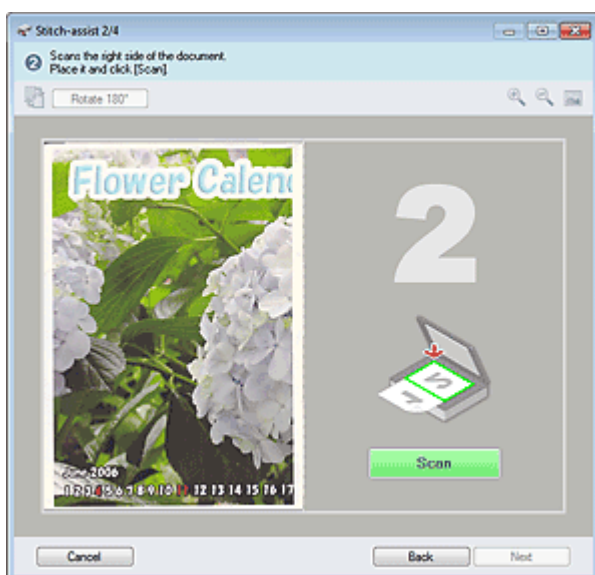 Stitch-assist 2/4
2 Scans the right side of the document.
Place it and click [Scan].
Rotate 180°
Flower Calend
2
June 2006
1 2 3 4 5 6 7 8 9 10 11 12 13 14 15 16 17
Scan
Cancel
Back
Next